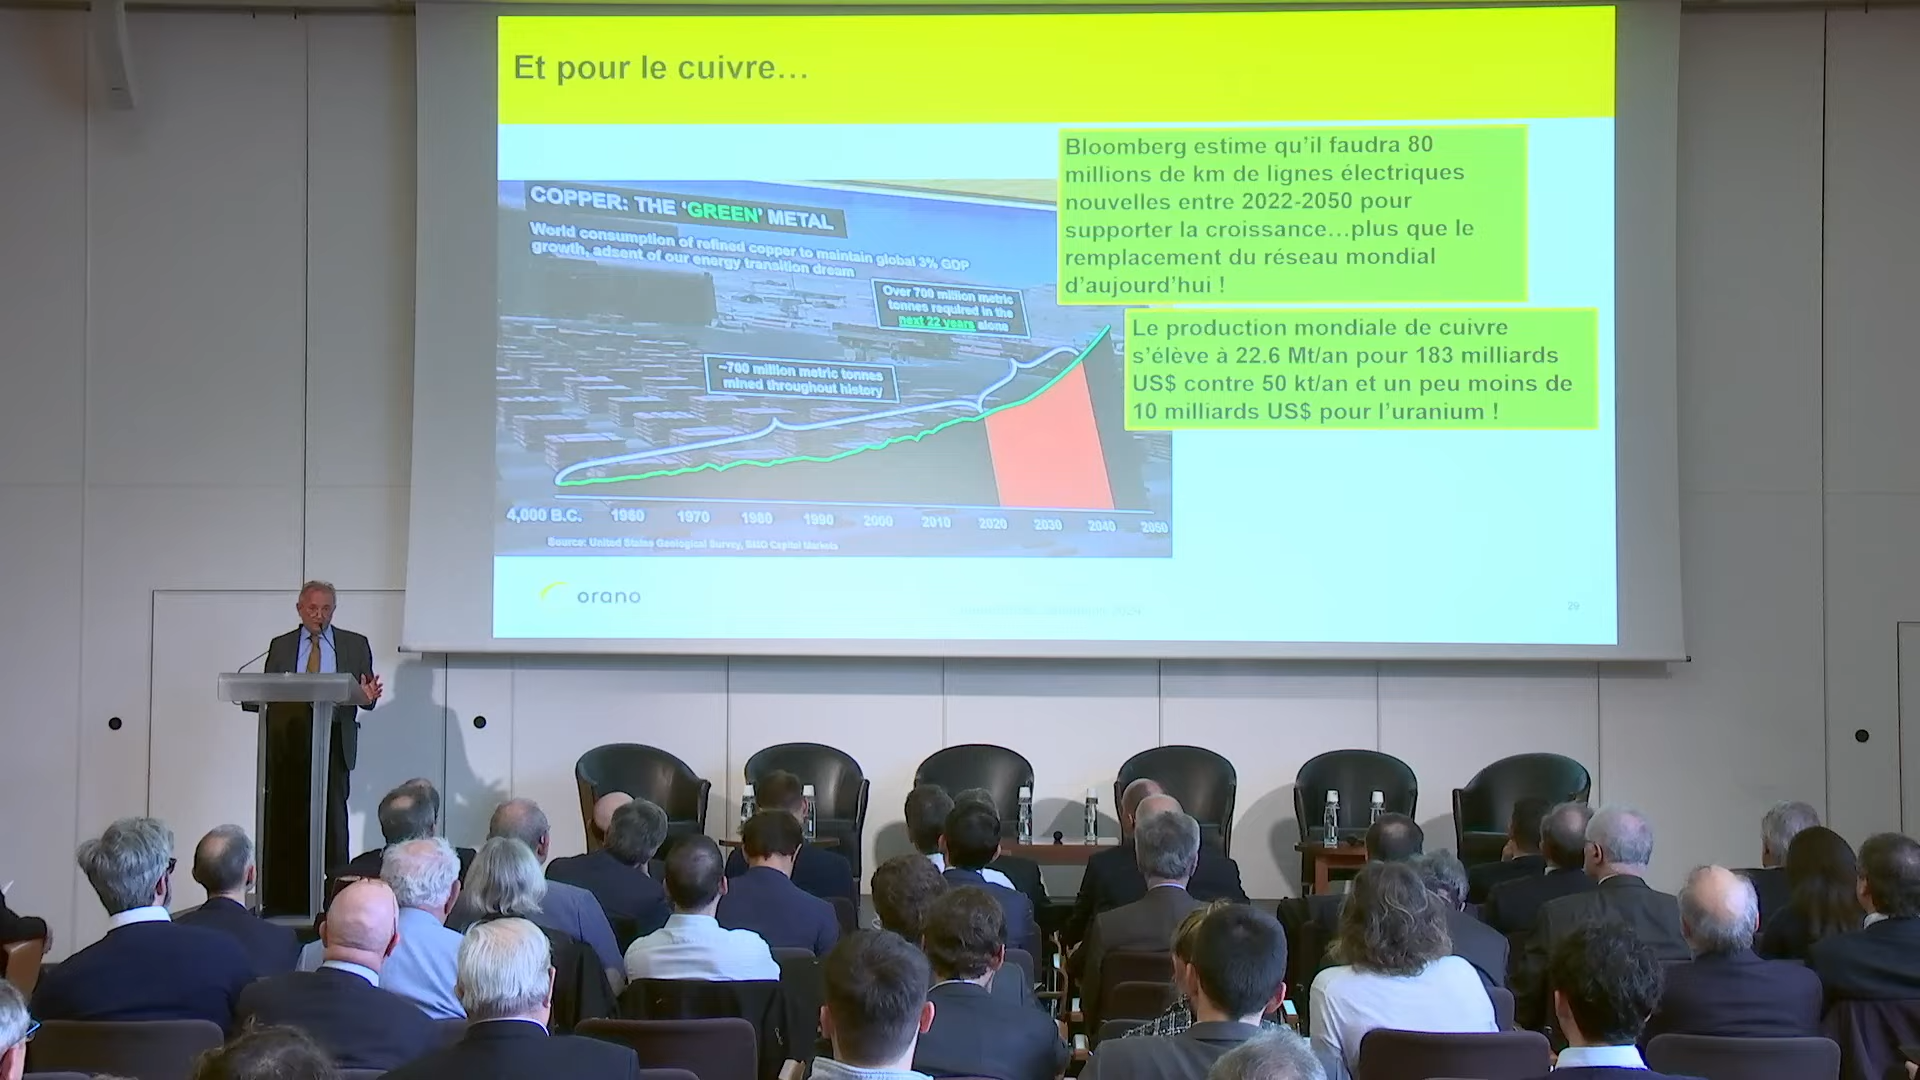 Et pour le cuivre…
Bloomberg estime qu’il faudra 80
millions de km de lignes électriques
nouvelles entre 2022-2050 pour
supporter la croissance…plus que le
remplacement du réseau mondial
d’aujourd’hui !
Le production mondiale de cuivre
s’élève à 22.6 Mt/an pour 183 milliards
US$ contre 50 kt/an et un peu moins de
10 milliards US$ pour l’uranium !
COPPER: THE ‘GREEN’ METAL
World consumption of refined copper to maintain global 3% GDP
growth, adsent of our energy transition dream
Over 700 million metric
tonnes required in the
next 22 years alone
~700 million metric tonnes
mined throughout history
4,000 B.C. 1960 1970 1980 1990 2000 2010 2020 2030 2040 2050
Source: United States Geological Survey, BMO Capital Markets
orano
29